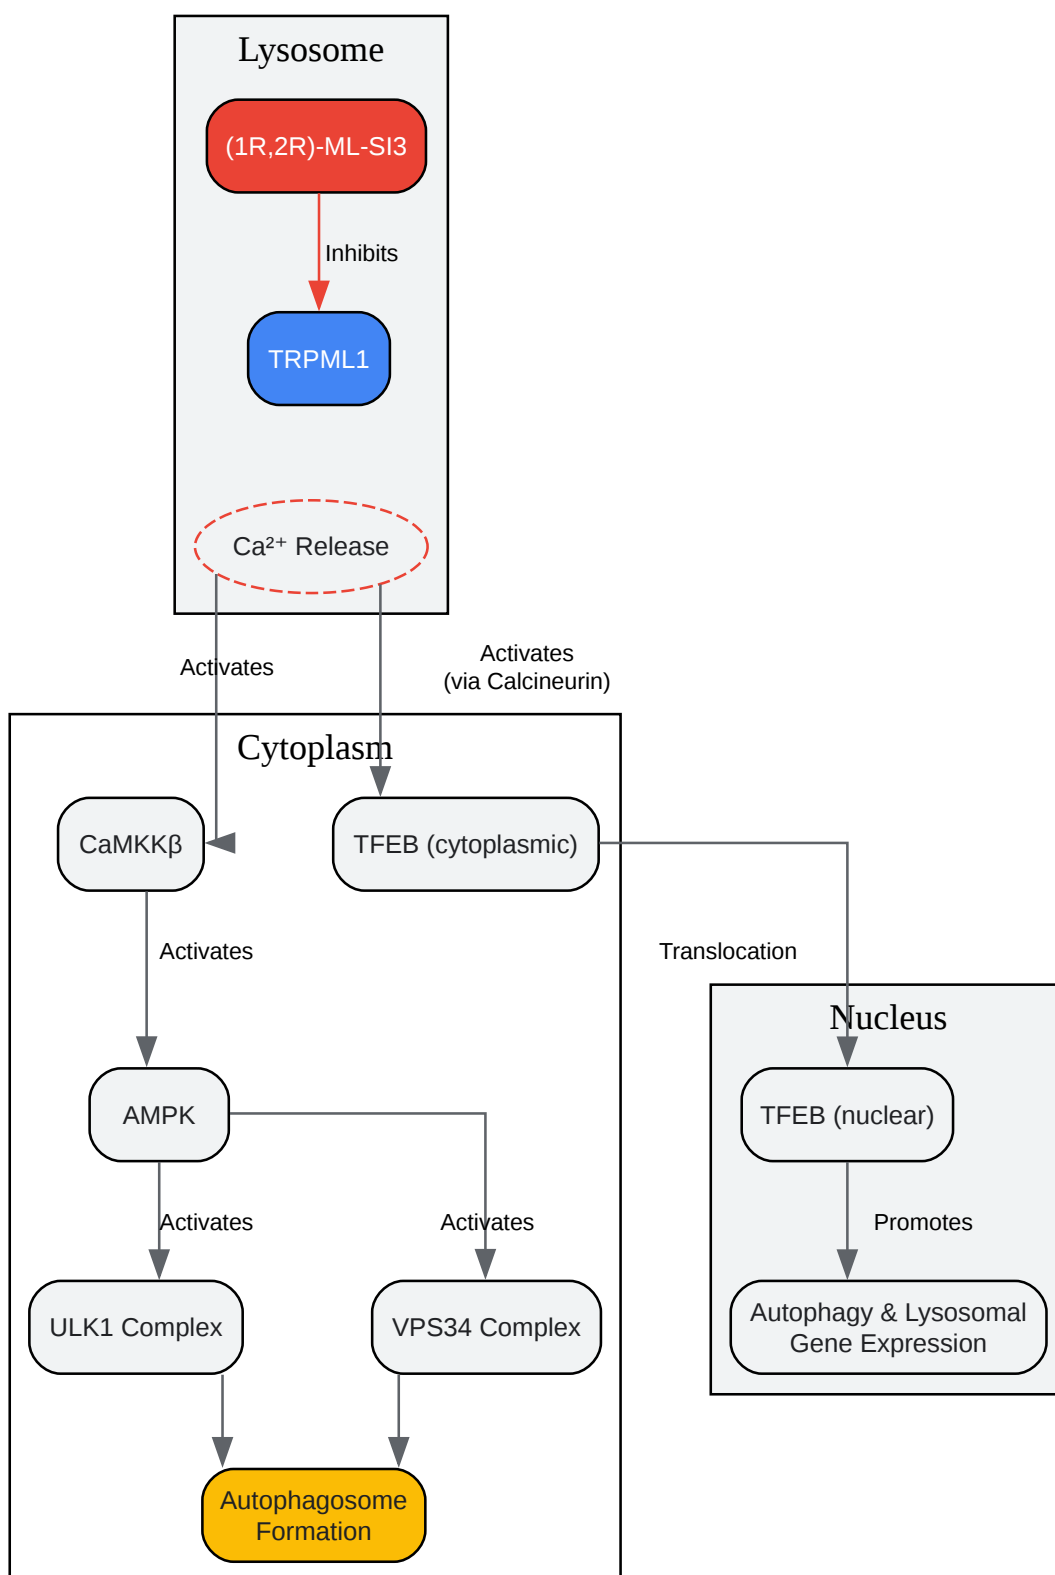 Lysosome
(1R,2R)-ML-SI3
Inhibits
TRPML1
Ca²⁺ Release
Activates
Activates
(via Calcineurin)
Cytoplasm
CaMKKβ
TFEB (cytoplasmic)
Activates
Translocation
Nucleus
AMPK
TFEB (nuclear)
Activates
Activates
Promotes
ULK1 Complex
VPS34 Complex
Autophagy & Lysosomal
Gene Expression
Autophagosome
Formation